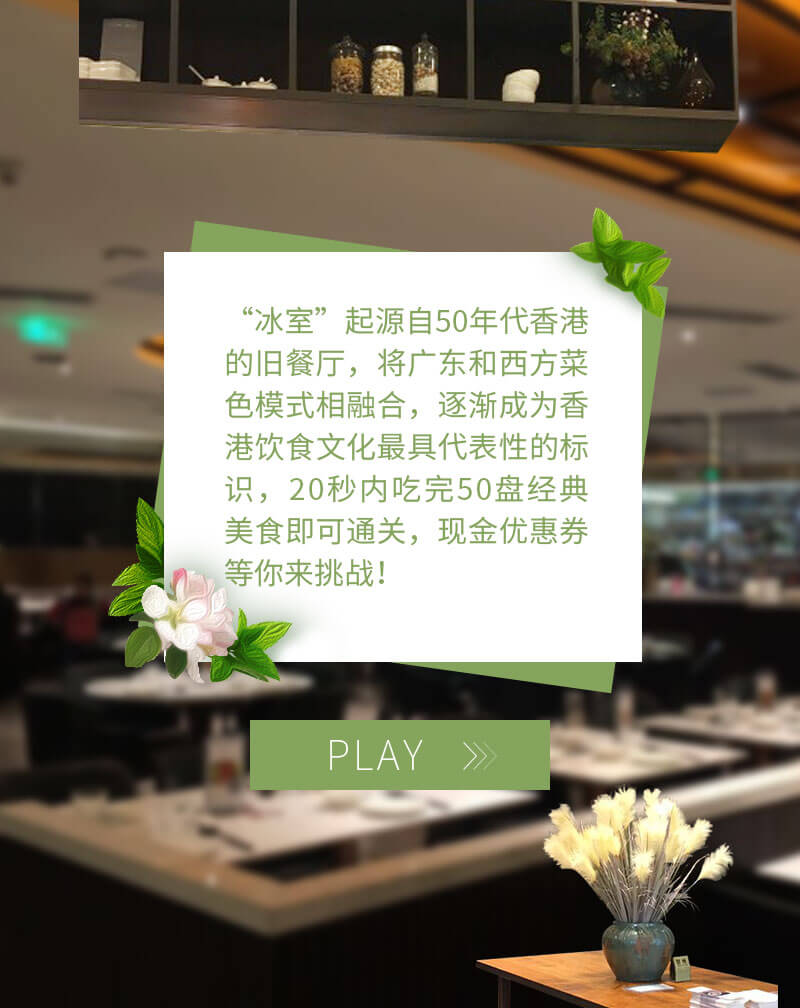 “冰室”起源自50年代香港
的旧餐厅，将广东和西方菜
色模式相融合，逐渐成为香
港饮食文化最具代表性的标
识，20秒内吃完50盘经典
美食即可通关，现金优惠券
等你来挑战！
PLAY